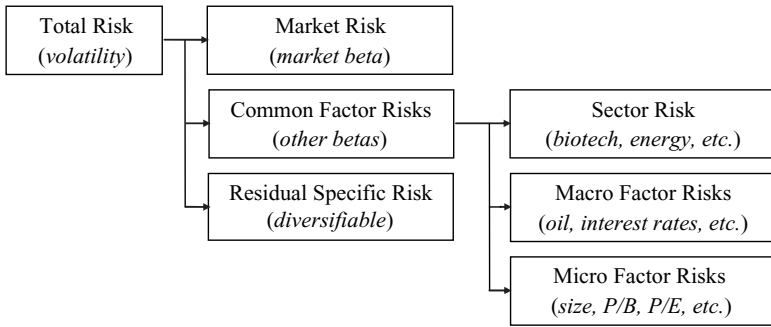 Total Risk
(volatility)
Market Risk
(market beta)
Common Factor Risks
(other betas)
Residual Specific Risk
(diversifiable)
Sector Risk
(biotech, energy, etc.)
Macro Factor Risks
(oil, interest rates, etc.)
Micro Factor Risks
(size, P/B, P/E, etc.)